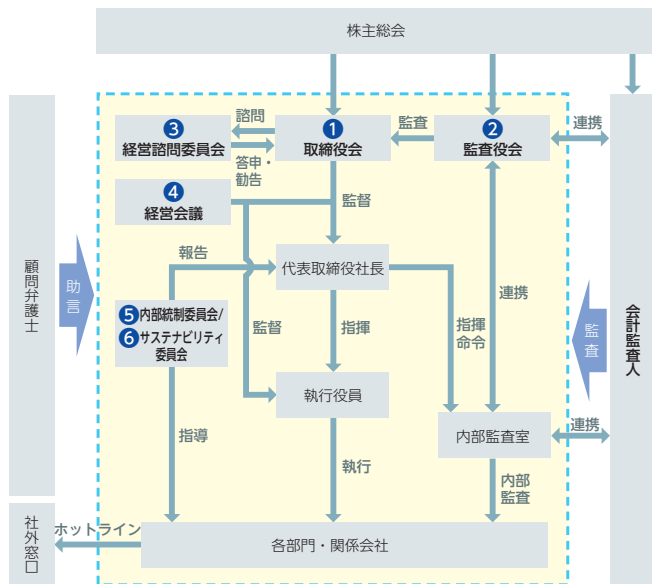 株主総会
諮問
❸
経営諮問委員会
答申・
勧告
❶
取締役会
監査
❷
監査役会
連携
❹
経営会議
監督
報告
代表取締役社長
顧問弁護士
助言
❺内部統制委員会/
❻サステナビリティ
委員会
監督
指揮
指揮
命令
連携
監査
会計監査人
執行役員
指導
内部監査室
連携
執行
内部
監査
社外窓口
ホットライン
各部門・関係会社